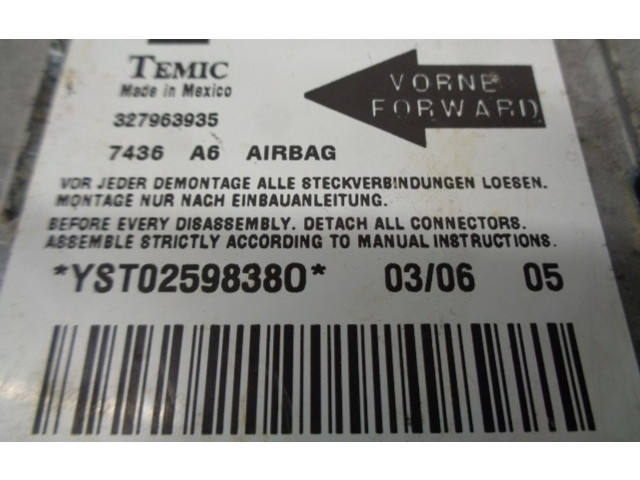 TEMIC
Made in Mexico
VORNE
FORWARD
327963935
7436 A6 AIRBAG
VOR JEDER DEMONTAGE ALLE STECKVERBINDUNGEN LOESEN.
MONTAGE NUR NACH EINBAUANLEITUNG.
BEFORE EVERY DISASSEMBLY. DETACH ALL CONNECTORS.
ASSEMBLE STRICTLY ACCORDING TO MANUAL INSTRUCTIONS.
*YST02598380* 03/06 05